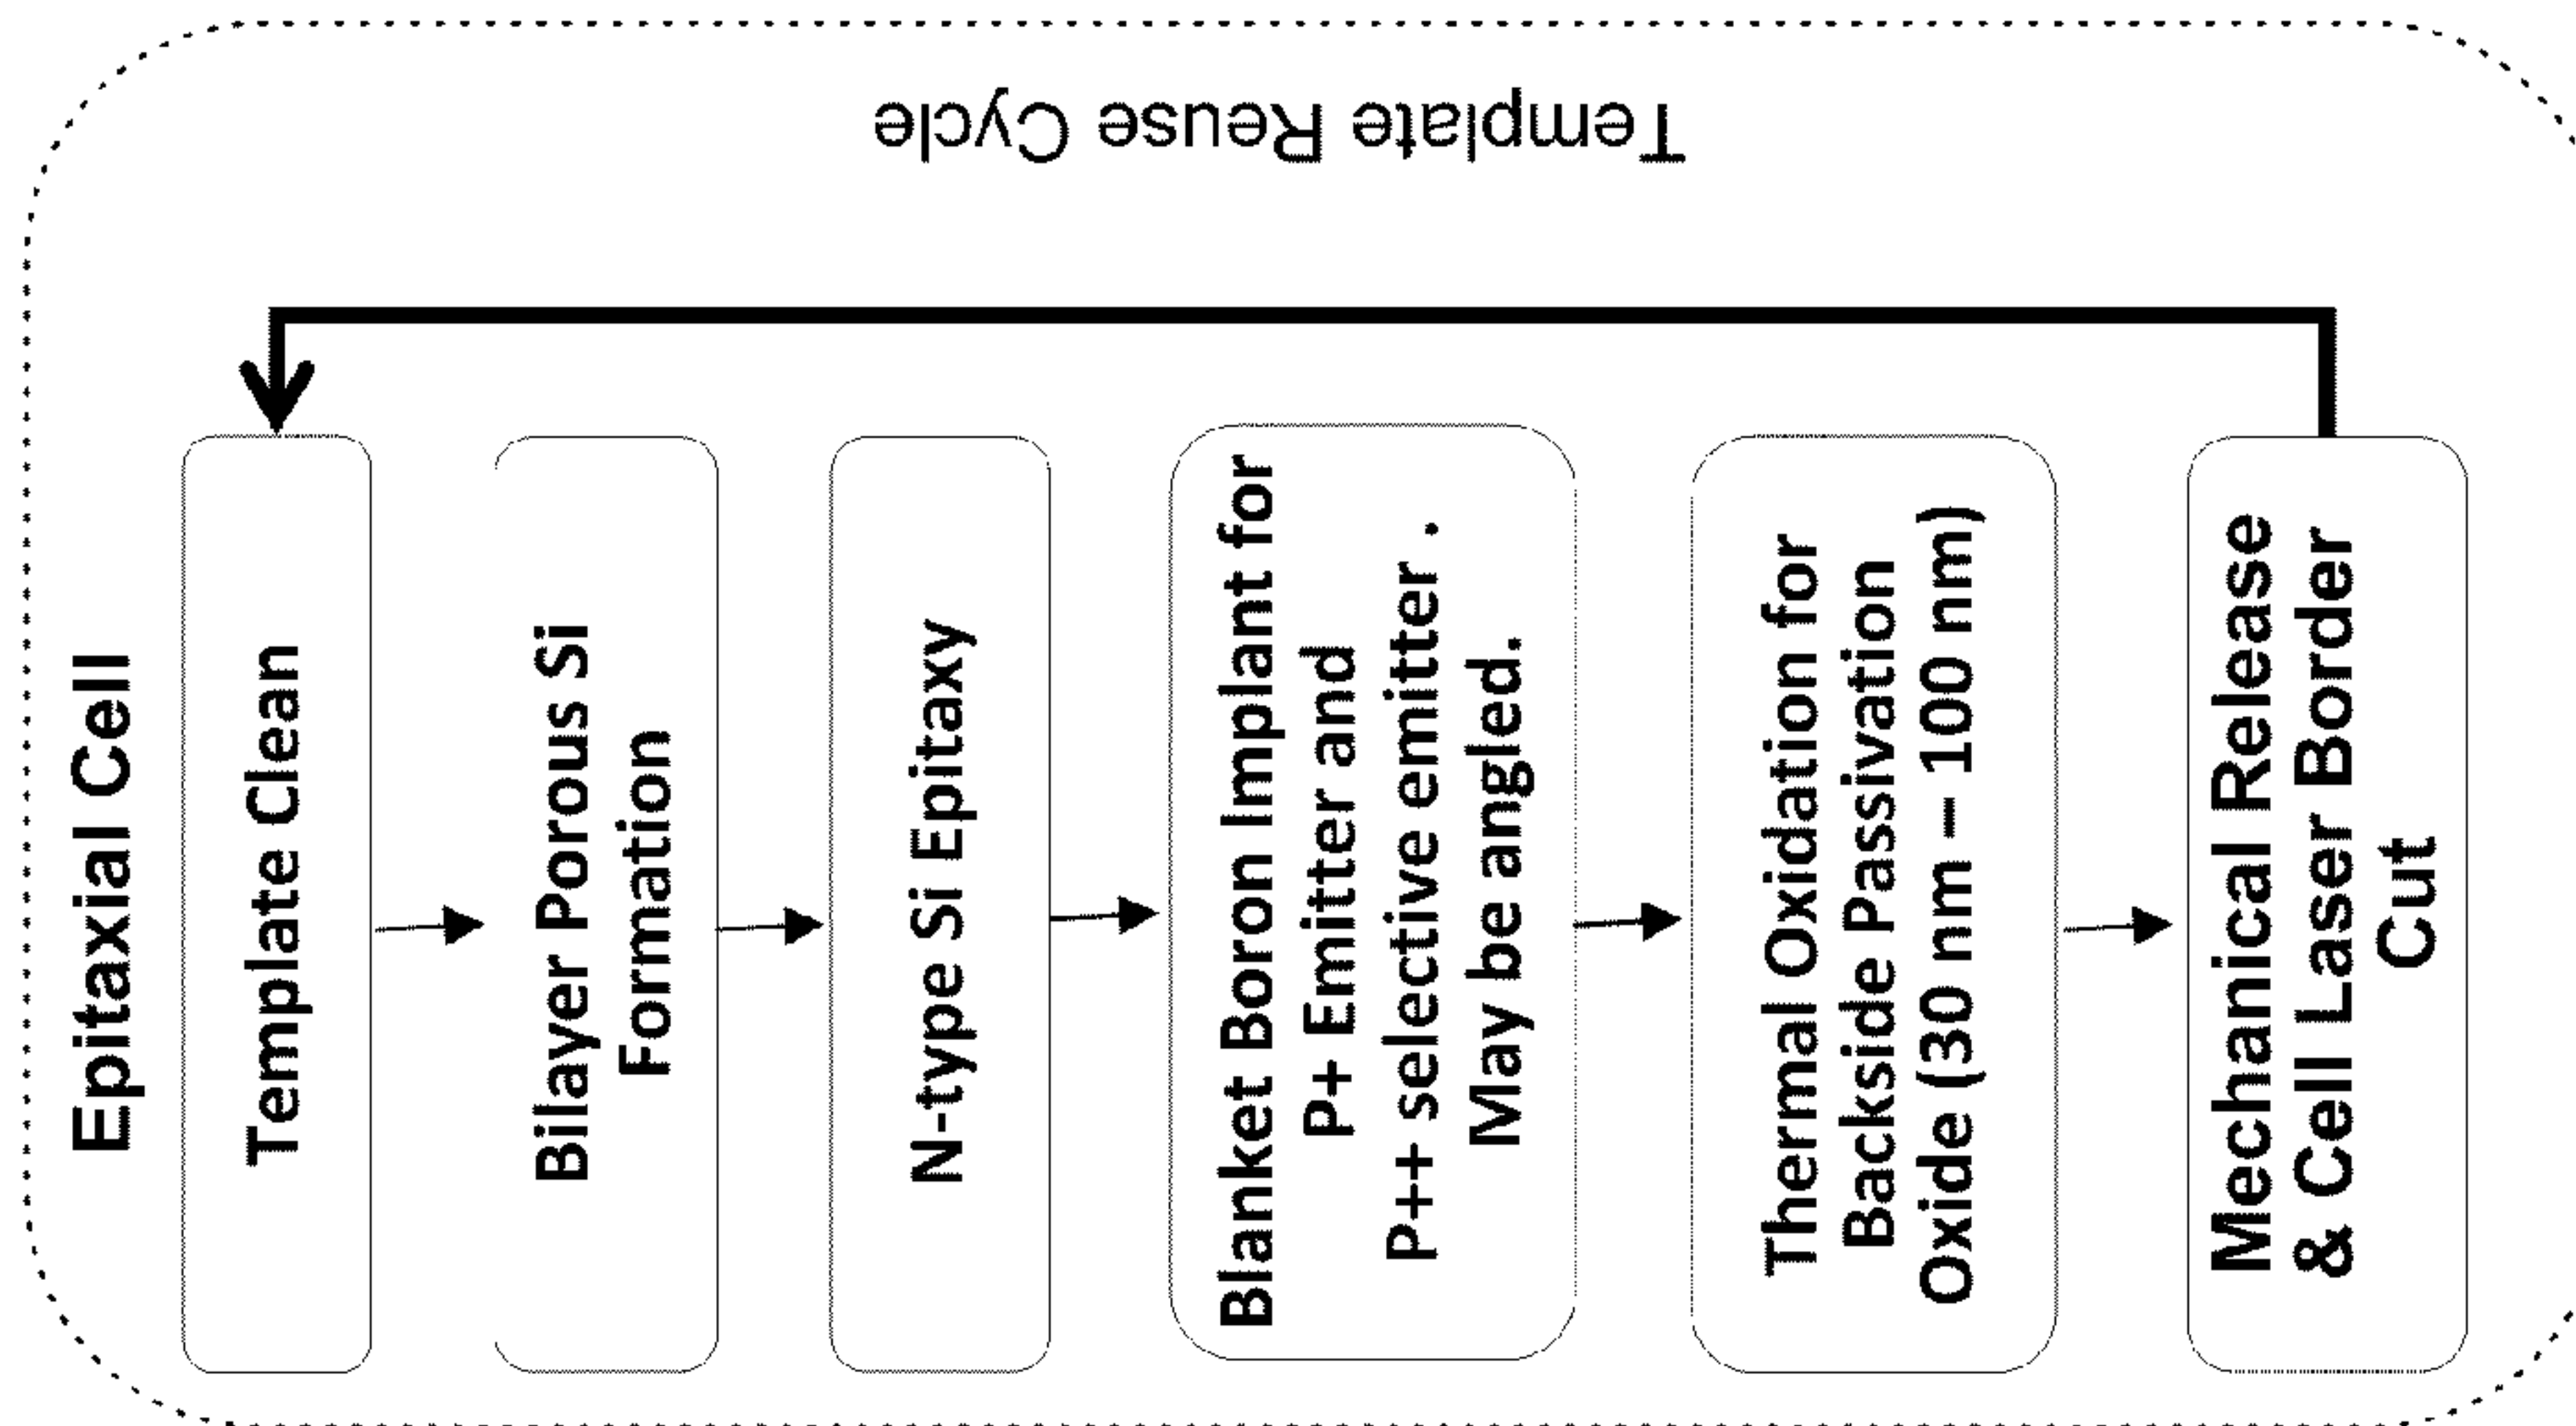 Epitaxial Cell
Template Clean
Bilayer Porous Si
Formation
N-type Si Epitaxy
Blanket Boron Implant for
P+ Emitter and
P++ selective emitter .
May be angled.
Thermal Oxidation for
Backside Passivation
Oxide (30 nm – 100 nm)
Mechanical Release
& Cell Laser Border
Cut
Template Reuse Cycle